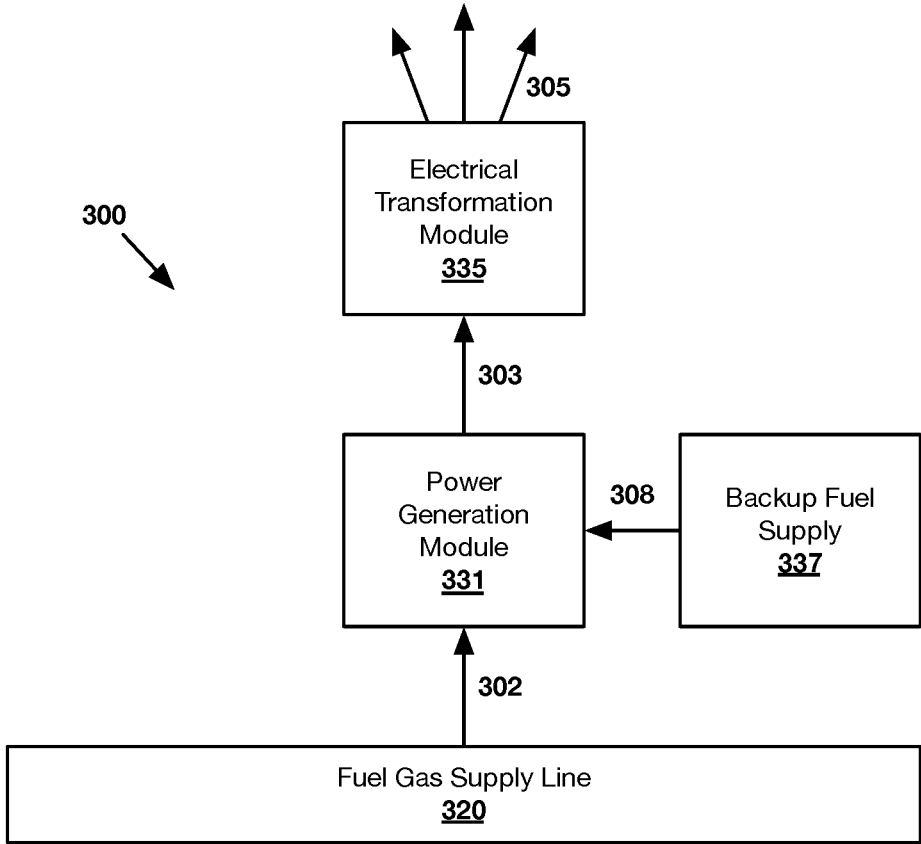 305
Electrical
Transformation
Module
335
300
303
Power
Generation
Module
331
308
Backup Fuel
Supply
337
302
Fuel Gas Supply Line
320